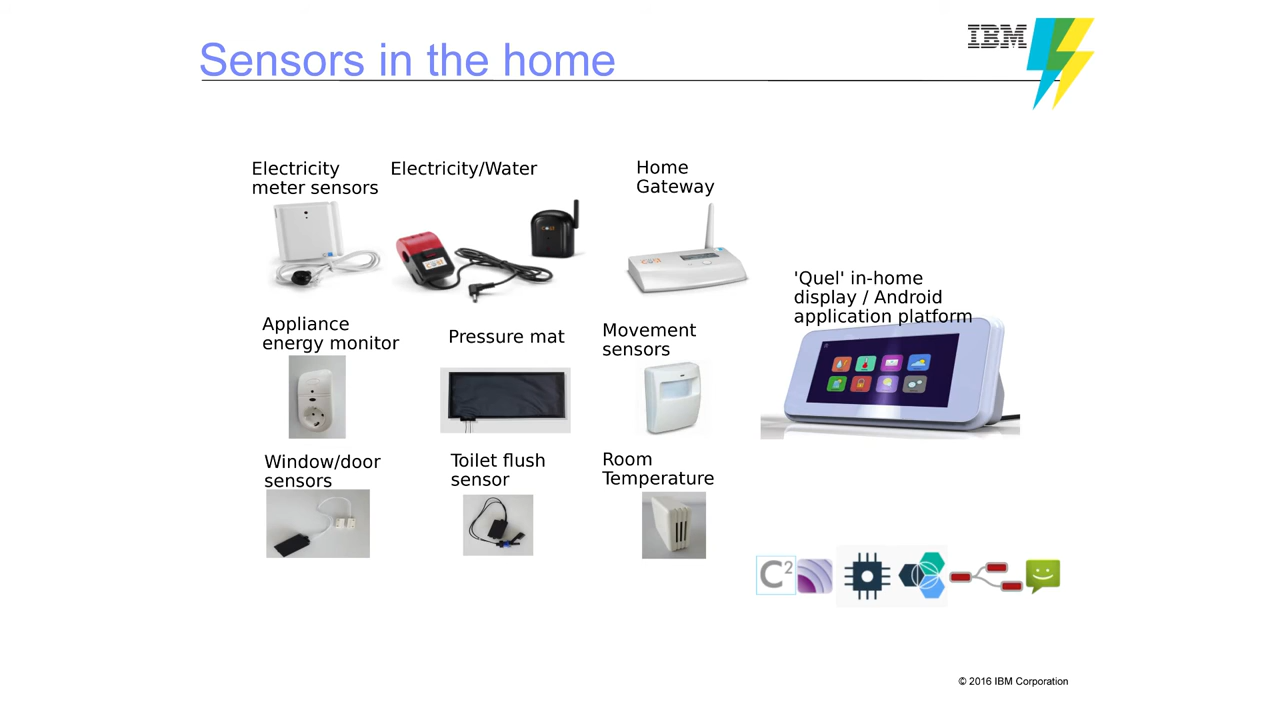 Sensors in the home
IBM
Electricity
meter sensors
Electricity/Water
Home
Gateway
'Quel' in-home
display / Android
application platform
Appliance
energy monitor
Pressure mat
Movement
sensors
Window/door
sensors
Toilet flush
sensor
Room
Temperature
C²
© 2016 IBM Corporation